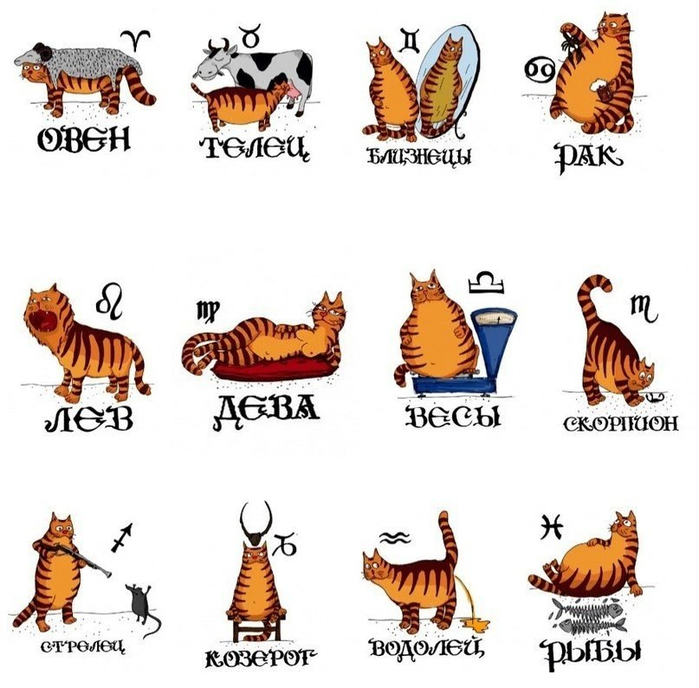 ОВЕН
ТЕЛЕЦ
БЛИЗНЕЦЫ
РАК
ЛЕВ
ДЕВА
ВЕСЫ
СКОРПИОН
СТРЕЛЕЦ
КОЗЕРОГ
ВОДОЛЕЙ
РЫБЫ